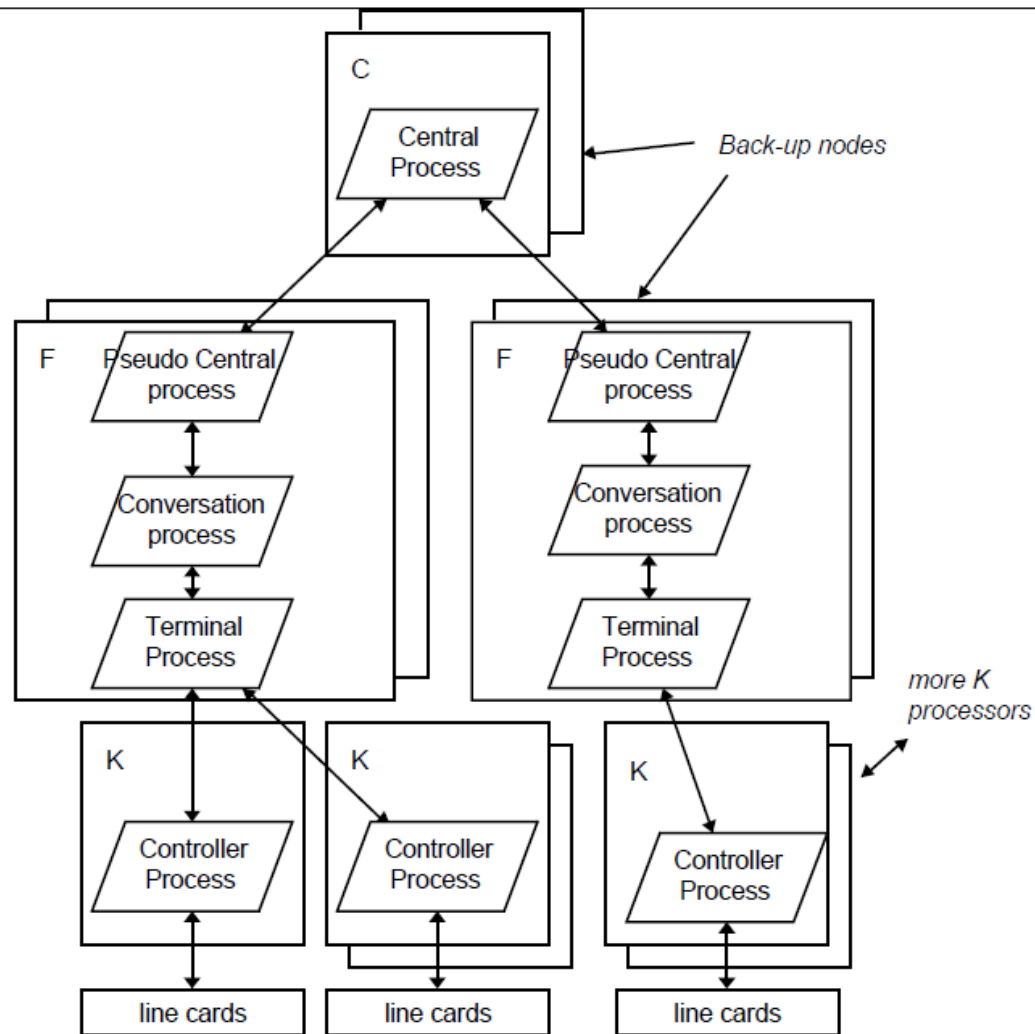 C
Central
Process
Back-up nodes
F
Pseudo Central
process
F
Pseudo Central
process
Conversation
process
Conversation
process
Terminal
Process
Terminal
Process
more K
processors
K
K
K
Controller
Process
Controller
Process
Controller
Process
line cards
line cards
line cards